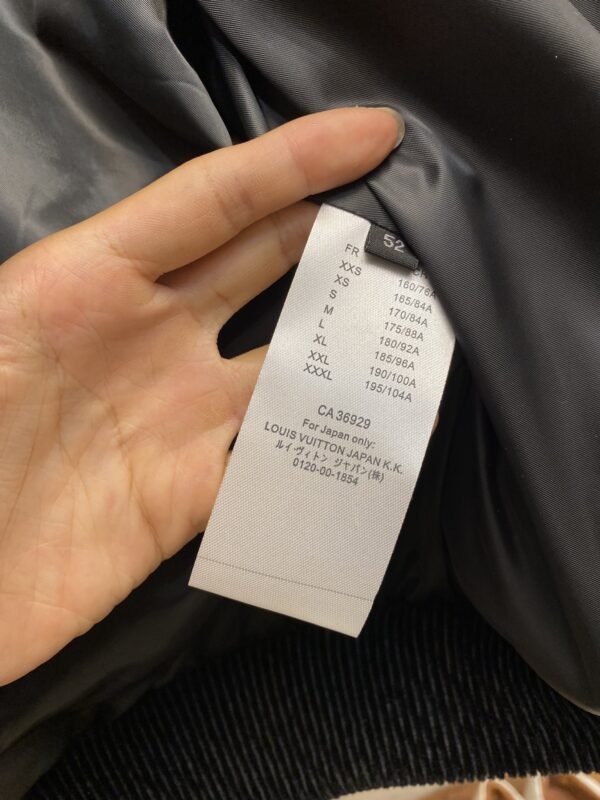 52
FR
XXS 160/76A
XS 165/84A
S 170/84A
M 175/88A
L 180/92A
XL 185/96A
XXL 190/100A
XXXL 195/104A
CA 36929
For Japan only:
LOUIS VUITTON JAPAN K.K.
ルイ・ヴィトン ジャパン(株)
0120-00-1854